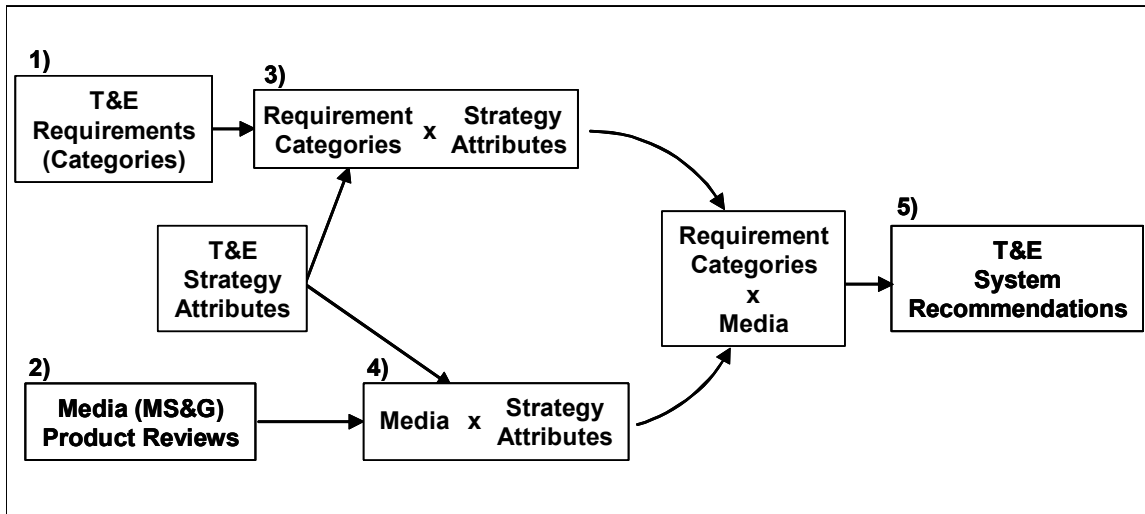 1)
T&E
Requirements
(Categories)
3)
Requirement
Categories
x
Strategy
Attributes
T&E
Strategy
Attributes
2)
Media (MS&G)
Product Reviews
4)
Media x
Strategy
Attributes
Requirement
Categories
x
Media
5)
T&E
System
Recommendations